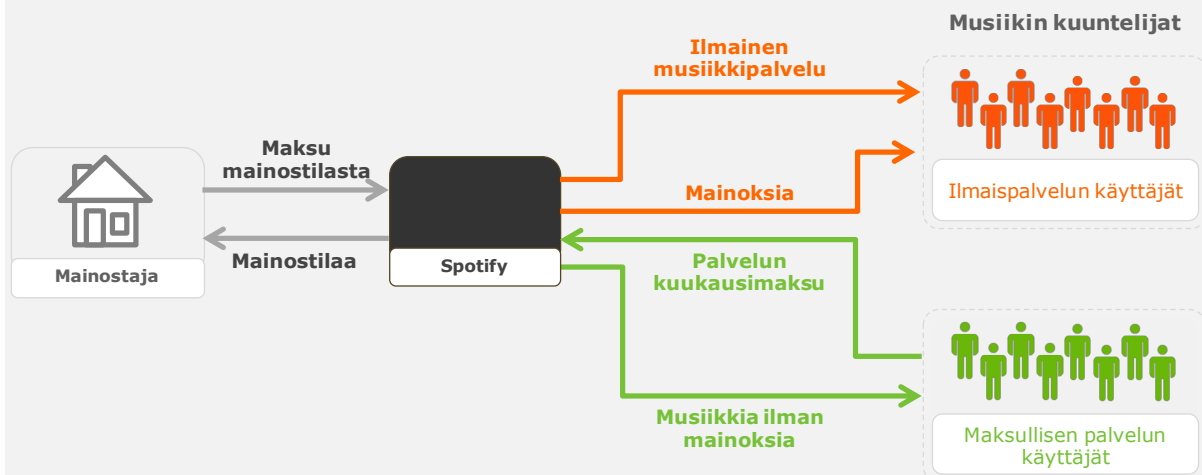 Musiikin kuuntelijat
Ilmainen
musiikkipalvelu
Maksu
mainostilasta
Mainoksia
Ilmaispalvelun käyttäjät
Mainostaja
Mainostilaa
Spotify
Palvelun
kuukausimaksu
Musiikkia ilman
mainoksia
Maksullisen palvelun
käyttäjät